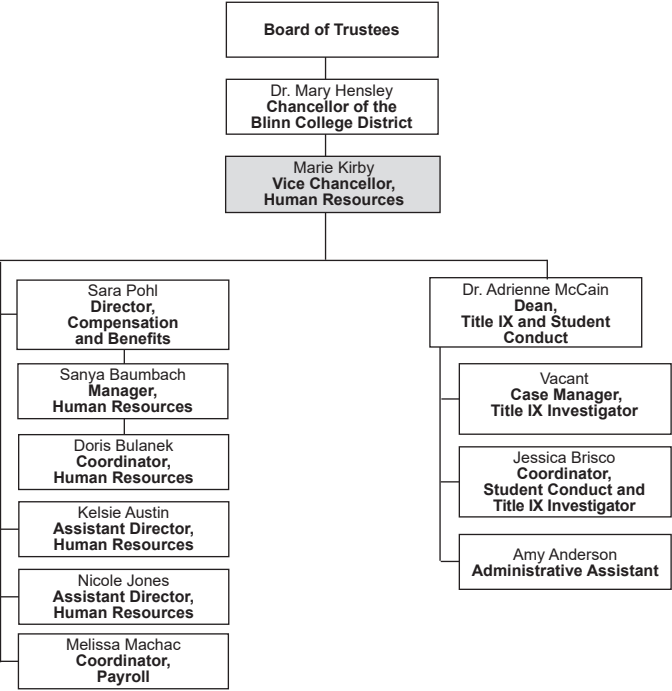 Board of Trustees
Dr. Mary Hensley
Chancellor of the
Blinn College District
Marie Kirby
Vice Chancellor,
Human Resources
Sara Pohl
Director,
Compensation
and Benefits
Sanya Baumbach
Manager,
Human Resources
Doris Bulanek
Coordinator,
Human Resources
Kelsie Austin
Assistant Director,
Human Resources
Nicole Jones
Assistant Director,
Human Resources
Melissa Machac
Coordinator,
Payroll
Dr. Adrienne McCain
Dean,
Title IX and Student
Conduct
Vacant
Case Manager,
Title IX Investigator
Jessica Brisco
Coordinator,
Student Conduct and
Title IX Investigator
Amy Anderson
Administrative Assistant